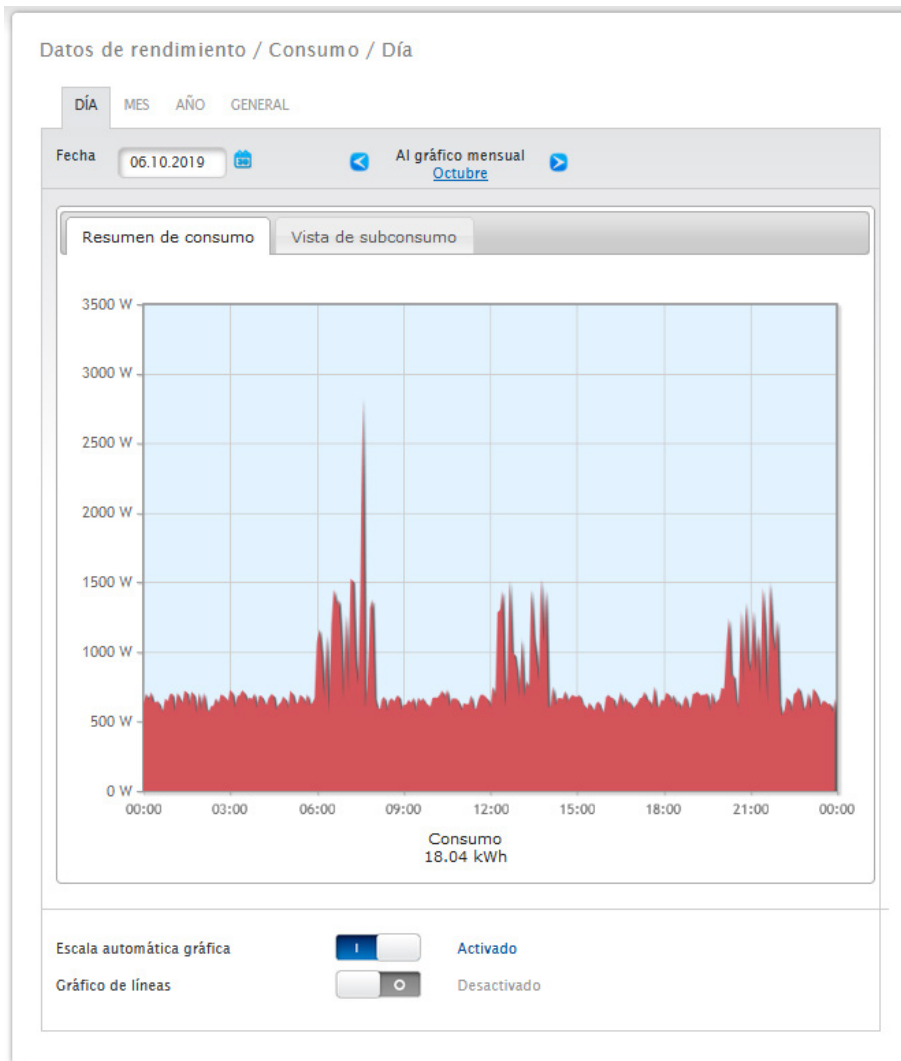 Datos de rendimiento / Consumo / Día
DÍA MES AÑO GENERAL
Fecha 06.10.2019 Al gráfico mensual
Octubre
Resumen de consumo Vista de subconsumo
3500 W
3000 W
2500 W
2000 W
1500 W
1000 W
500 W
0 W
00:00 03:00 06:00 09:00 12:00 15:00 18:00 21:00 00:00
Consumo
18.04 kWh
Escala automática gráfica I Activado
Gráfico de líneas O Desactivado